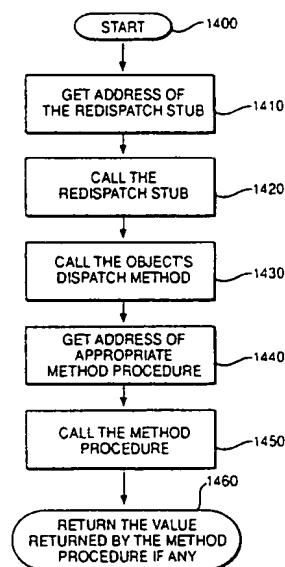 START
1400
GET ADDRESS OF
THE REDISPATCH STUB
1410
CALL THE
REDISPATCH STUB
1420
CALL THE OBJECT'S
DISPATCH METHOD
1430
GET ADDRESS OF
APPROPRIATE
METHOD PROCEDURE
1440
CALL THE METHOD
PROCEDURE
1450
1460
RETURN THE VALUE
RETURNED BY THE METHOD
PROCEDURE IF ANY